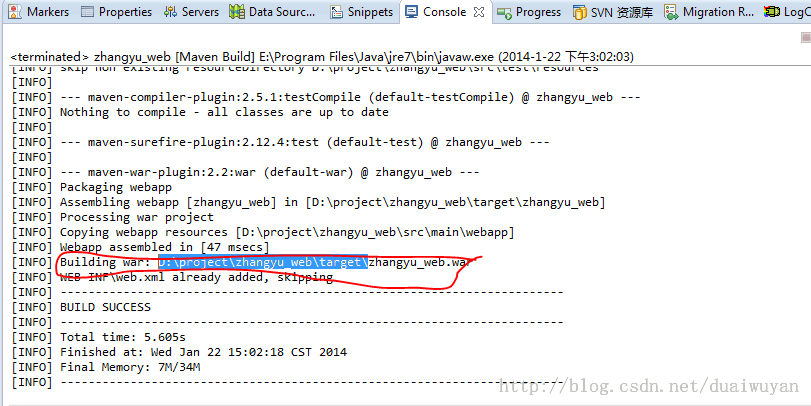 Markers Properties Servers Data Sourc... Snippets Console Progress SVN 资源库 Migration R... LogC
<terminated> zhangyu_web [Maven Build] E:\Program Files\Java\jre7\bin\javaw.exe (2014-1-22 下午3:02:03)
[INFO] skip non existing resourceDirectory D:\project\zhangyu_web\src\test\resources
[INFO]
[INFO] --- maven-compiler-plugin:2.5.1:testCompile (default-testCompile) @ zhangyu_web ---
[INFO] Nothing to compile - all classes are up to date
[INFO]
[INFO] --- maven-surefire-plugin:2.12.4:test (default-test) @ zhangyu_web ---
[INFO]
[INFO] --- maven-war-plugin:2.2:war (default-war) @ zhangyu_web ---
[INFO] Packaging webapp
[INFO] Assembling webapp [zhangyu_web] in [D:\project\zhangyu_web\target\zhangyu_web]
[INFO] Processing war project
[INFO] Copying webapp resources [D:\project\zhangyu_web\src\main\webapp]
[INFO] Webapp assembled in [47 msecs]
[INFO] Building war: D:\project\zhangyu_web\target\zhangyu_web.war
[INFO] WEB-INF\web.xml already added, skipping
[INFO] ------------------------------------------------------------------------
[INFO] BUILD SUCCESS
[INFO] ------------------------------------------------------------------------
[INFO] Total time: 5.605s
[INFO] Finished at: Wed Jan 22 15:02:18 CST 2014
[INFO] Final Memory: 7M/34M
[INFO] ------------------------------------------------------------------------
http://blog.csdn.net/duaiwuyan